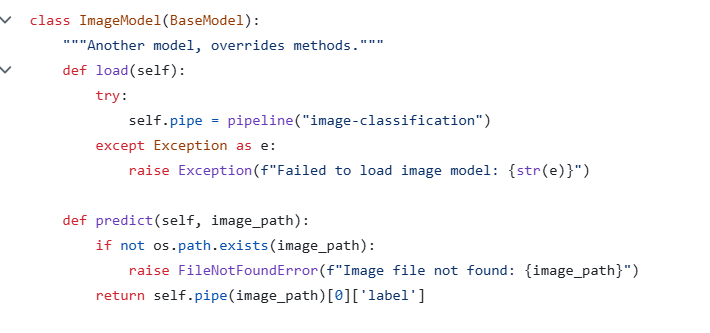 class ImageModel(BaseModel):
    """Another model, overrides methods."""
    def load(self):
        try:
            self.pipe = pipeline("image-classification")
        except Exception as e:
            raise Exception(f"Failed to load image model: {str(e)}")
    def predict(self, image_path):
        if not os.path.exists(image_path):
            raise FileNotFoundError(f"Image file not found: {image_path}")
        return self.pipe(image_path)[0]['label']